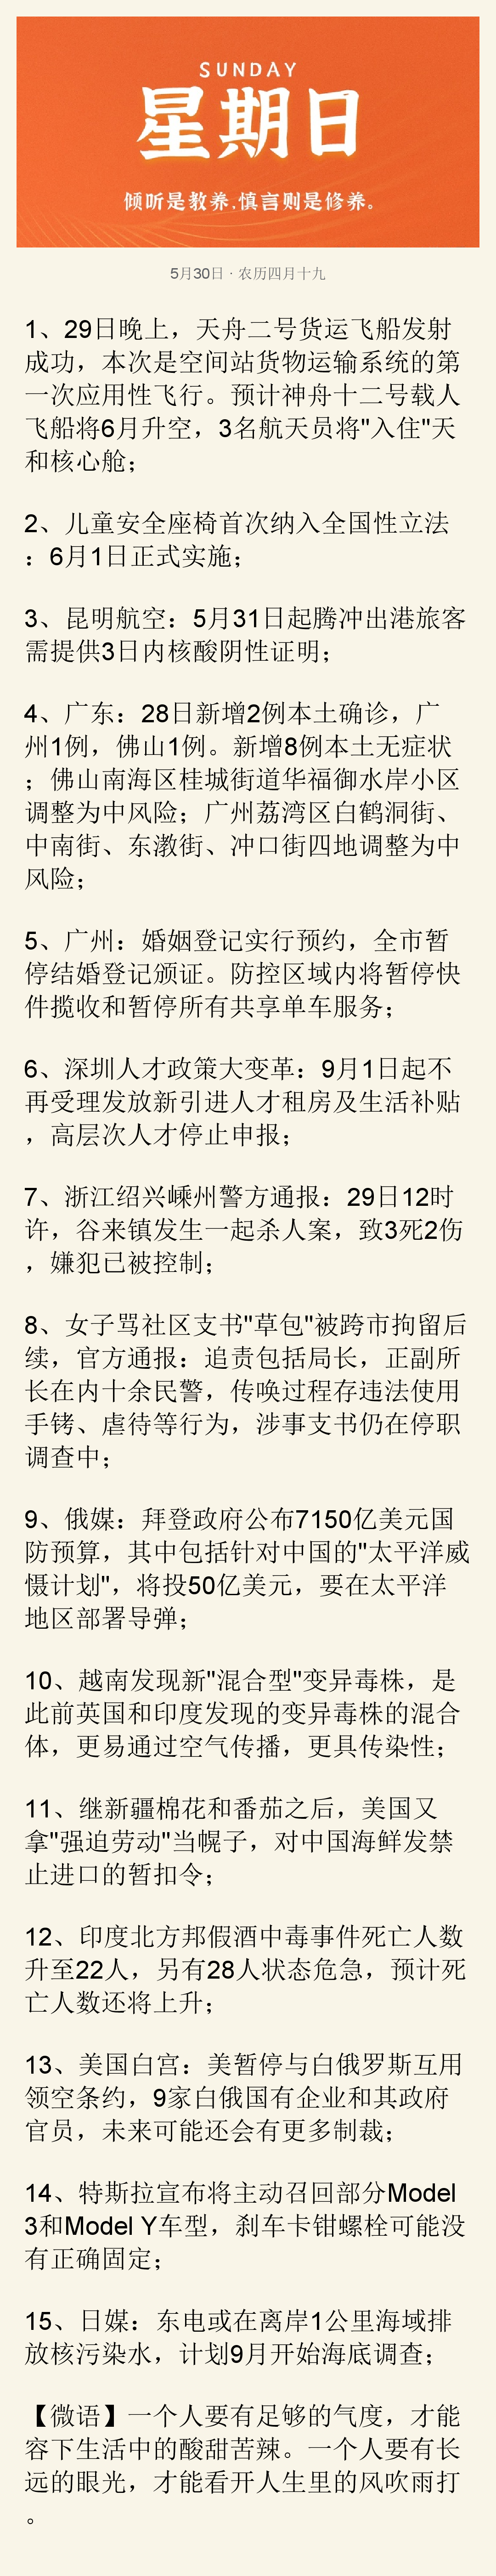 SUNDAY
星期日
倾听是教养,慎言则是修养。
5月30日 · 农历四月十九
1、29日晚上，天舟二号货运飞船发射
成功，本次是空间站货物运输系统的第
一次应用性飞行。预计神舟十二号载人
飞船将6月升空，3名航天员将"入住"天
和核心舱；
2、儿童安全座椅首次纳入全国性立法
：6月1日正式实施；
3、昆明航空：5月31日起腾冲出港旅客
需提供3日内核酸阴性证明；
4、广东：28日新增2例本土确诊，广
州1例，佛山1例。新增8例本土无症状
；佛山南海区桂城街道华福御水岸小区
调整为中风险；广州荔湾区白鹤洞街、
中南街、东漖街、冲口街四地调整为中
风险；
5、广州：婚姻登记实行预约，全市暂
停结婚登记颁证。防控区域内将暂停快
件揽收和暂停所有共享单车服务；
6、深圳人才政策大变革：9月1日起不
再受理发放新引进人才租房及生活补贴
，高层次人才停止申报；
7、浙江绍兴嵊州警方通报：29日12时
许，谷来镇发生一起杀人案，致3死2伤
，嫌犯已被控制；
8、女子骂社区支书"草包"被跨市拘留后
续，官方通报：追责包括局长，正副所
长在内十余民警，传唤过程存违法使用
手铐、虐待等行为，涉事支书仍在停职
调查中；
9、俄媒：拜登政府公布7150亿美元国
防预算，其中包括针对中国的"太平洋威
慑计划"，将投50亿美元，要在太平洋
地区部署导弹；
10、越南发现新"混合型"变异毒株，是
此前英国和印度发现的变异毒株的混合
体，更易通过空气传播，更具传染性；
11、继新疆棉花和番茄之后，美国又
拿"强迫劳动"当幌子，对中国海鲜发禁
止进口的暂扣令；
12、印度北方邦假酒中毒事件死亡人数
升至22人，另有28人状态危急，预计死
亡人数还将上升；
13、美国白宫：美暂停与白俄罗斯互用
领空条约，9家白俄国有企业和其政府
官员，未来可能还会有更多制裁；
14、特斯拉宣布将主动召回部分Model
3和Model Y车型，刹车卡钳螺栓可能没
有正确固定；
15、日媒：东电或在离岸1公里海域排
放核污染水，计划9月开始海底调查；
【微语】一个人要有足够的气度，才能
容下生活中的酸甜苦辣。一个人要有长
远的眼光，才能看开人生里的风吹雨打
。